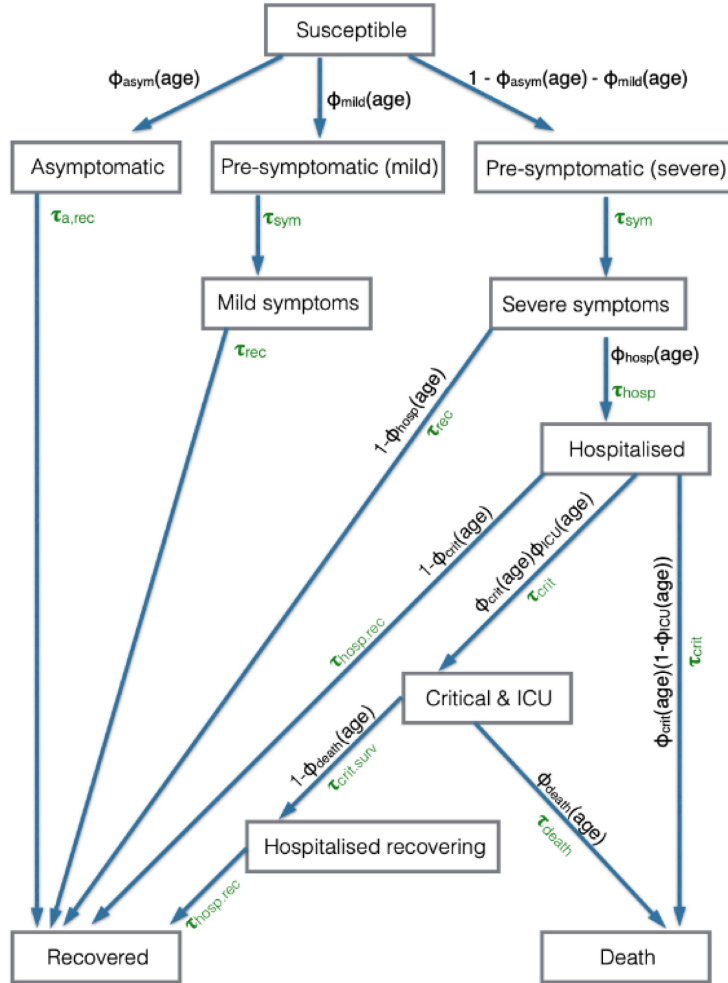 Susceptible
ϕasym(age)
ϕmild(age)
1 - ϕasym(age) - ϕmild(age)
Asymptomatic
Pre-symptomatic (mild)
Pre-symptomatic (severe)
τa,rec
τsym
τsym
Mild symptoms
Severe symptoms
τrec
ϕhosp(age)
τhosp
1-ϕhosp(age)
τrec
Hospitalised
1-ϕcrit(age)
τhosp.rec
ϕcrit(age)ϕICU(age)
τcrit
ϕcrit(age)(1-ϕICU(age))
τcrit
Critical & ICU
1-ϕdeath(age)
τcrit.surv
ϕdeath(age)
τdeath
Hospitalised recovering
τhosp.rec
Recovered
Death